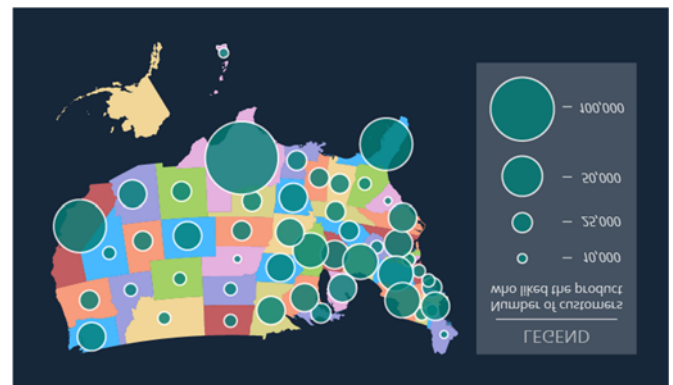 LEGEND
Number of customers
who liked the product
– 10,000
– 25,000
– 50,000
– 100,000